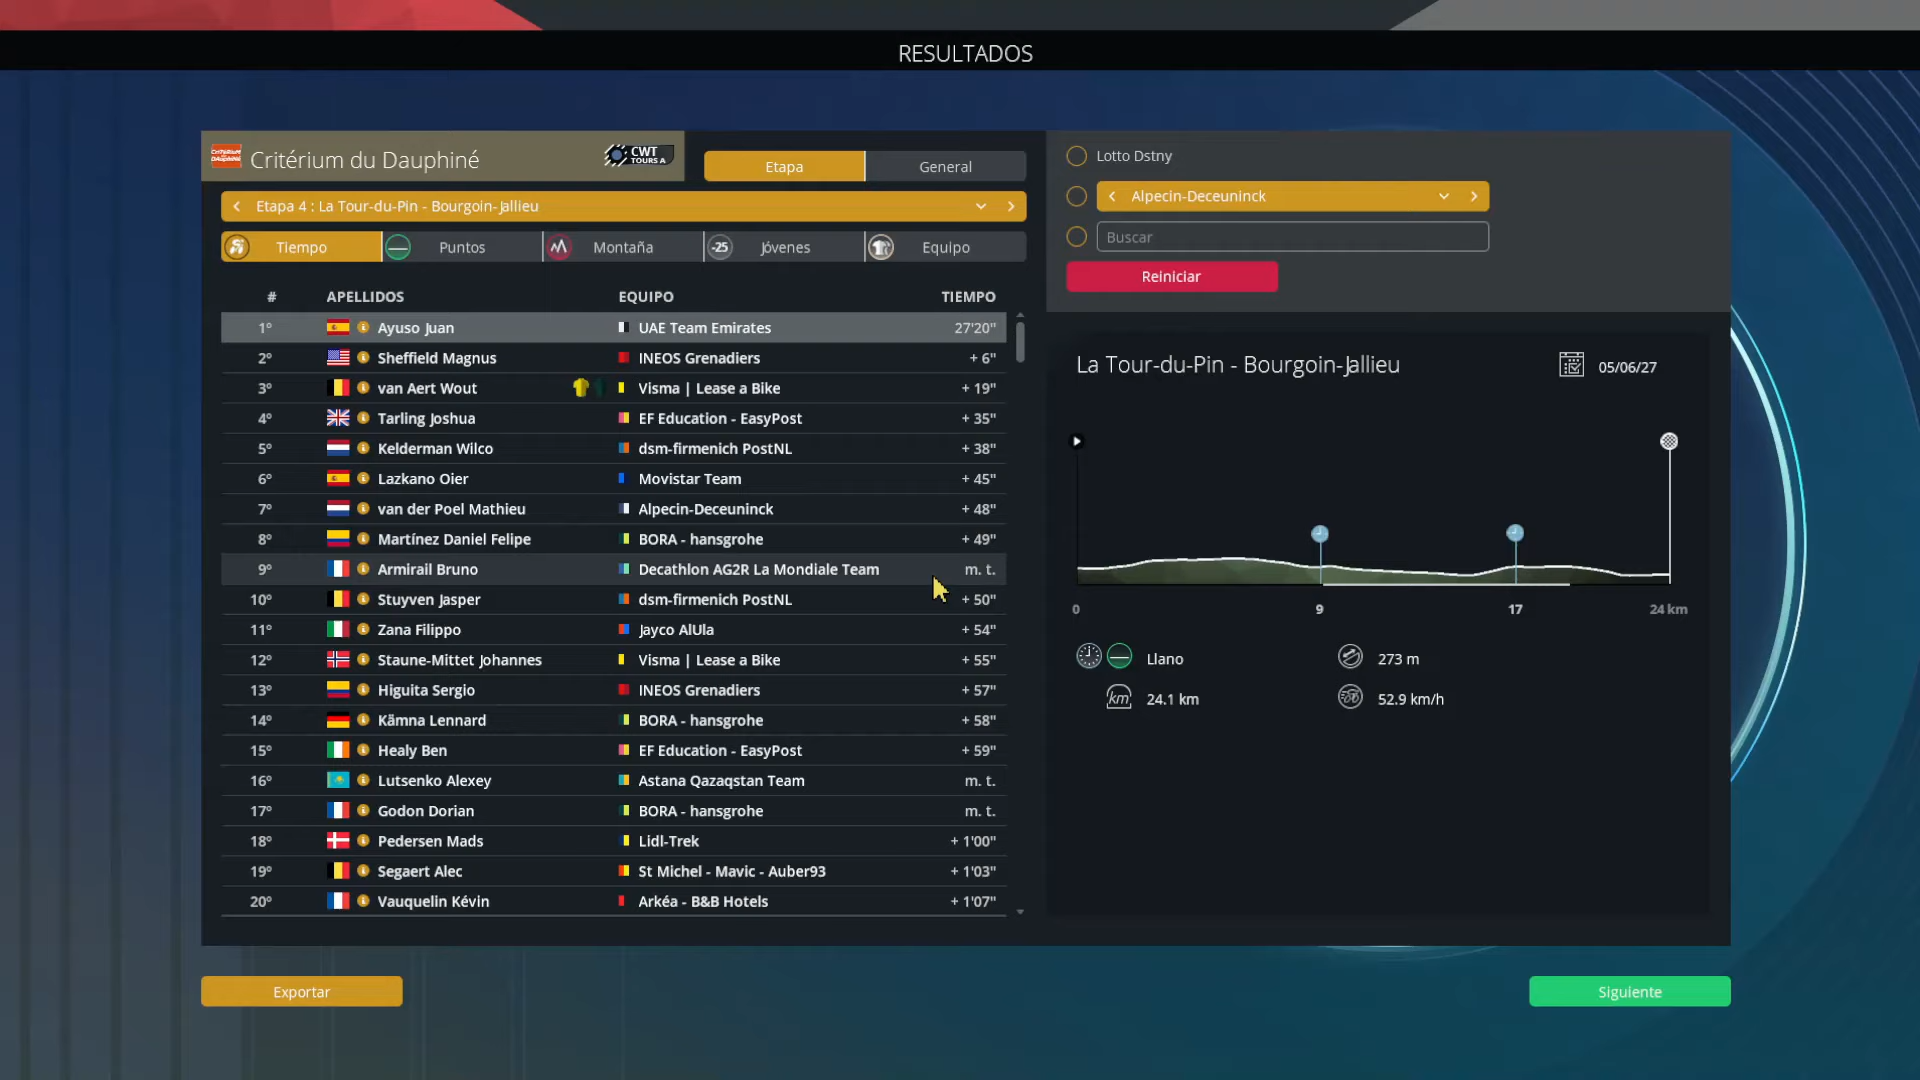 RESULTADOS
Critérium du Dauphiné
CWT
TOURS A
Etapa
General
Etapa 4 : La Tour-du-Pin - Bourgoin-Jallieu
Tiempo
Puntos
Montaña
-25
Jóvenes
Equipo
# APELLIDOS EQUIPO TIEMPO
1º Ayuso Juan UAE Team Emirates 27'20"
2º Sheffield Magnus INEOS Grenadiers + 6"
3º van Aert Wout Visma | Lease a Bike + 19"
4º Tarling Joshua EF Education - EasyPost + 35"
5º Kelderman Wilco dsm-firmenich PostNL + 38"
6º Lazkano Oier Movistar Team + 45"
7º van der Poel Mathieu Alpecin-Deceuninck + 48"
8º Martínez Daniel Felipe BORA - hansgrohe + 49"
9º Armirail Bruno Decathlon AG2R La Mondiale Team m. t.
10º Stuyven Jasper dsm-firmenich PostNL + 50"
11º Zana Filippo Jayco AlUla + 54"
12º Staune-Mittet Johannes Visma | Lease a Bike + 55"
13º Higuita Sergio INEOS Grenadiers + 57"
14º Kämna Lennard BORA - hansgrohe + 58"
15º Healy Ben EF Education - EasyPost + 59"
16º Lutsenko Alexey Astana Qazaqstan Team m. t.
17º Godon Dorian BORA - hansgrohe m. t.
18º Pedersen Mads Lidl-Trek + 1'00"
19º Segaert Alec St Michel - Mavic - Auber93 + 1'03"
20º Vauquelin Kévin Arkéa - B&B Hotels + 1'07"
Lotto Dstny
Alpecin-Deceuninck
Buscar
Reiniciar
La Tour-du-Pin - Bourgoin-Jallieu
05/06/27
0 9 17 24 km
Llano
273 m
km 24.1 km
52.9 km/h
Exportar
Siguiente